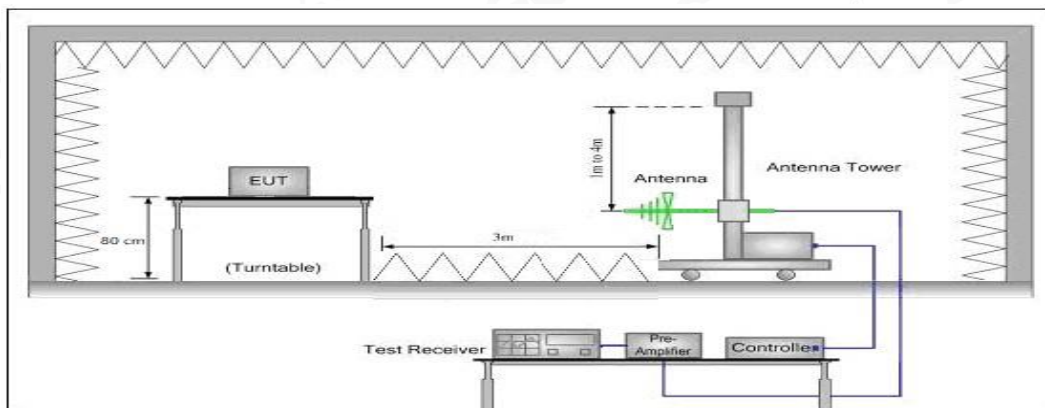 1m to 4m
Antenna Tower
Antenna
EUT
80 cm
3m
(Turntable)
Test Receiver
Pre-
Amplifier
Controller